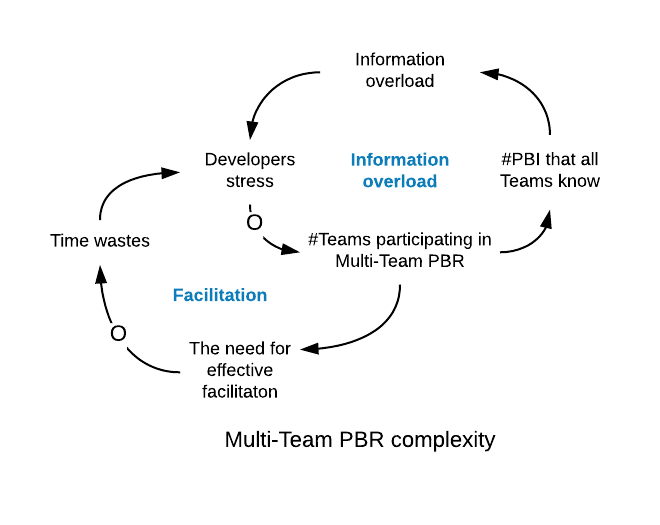 Information
overload
Developers
stress
Information
overload
#PBI that all
Teams know
O
Time wastes
#Teams participating in
Multi-Team PBR
Facilitation
O
The need for
effective
facilitaton
Multi-Team PBR complexity